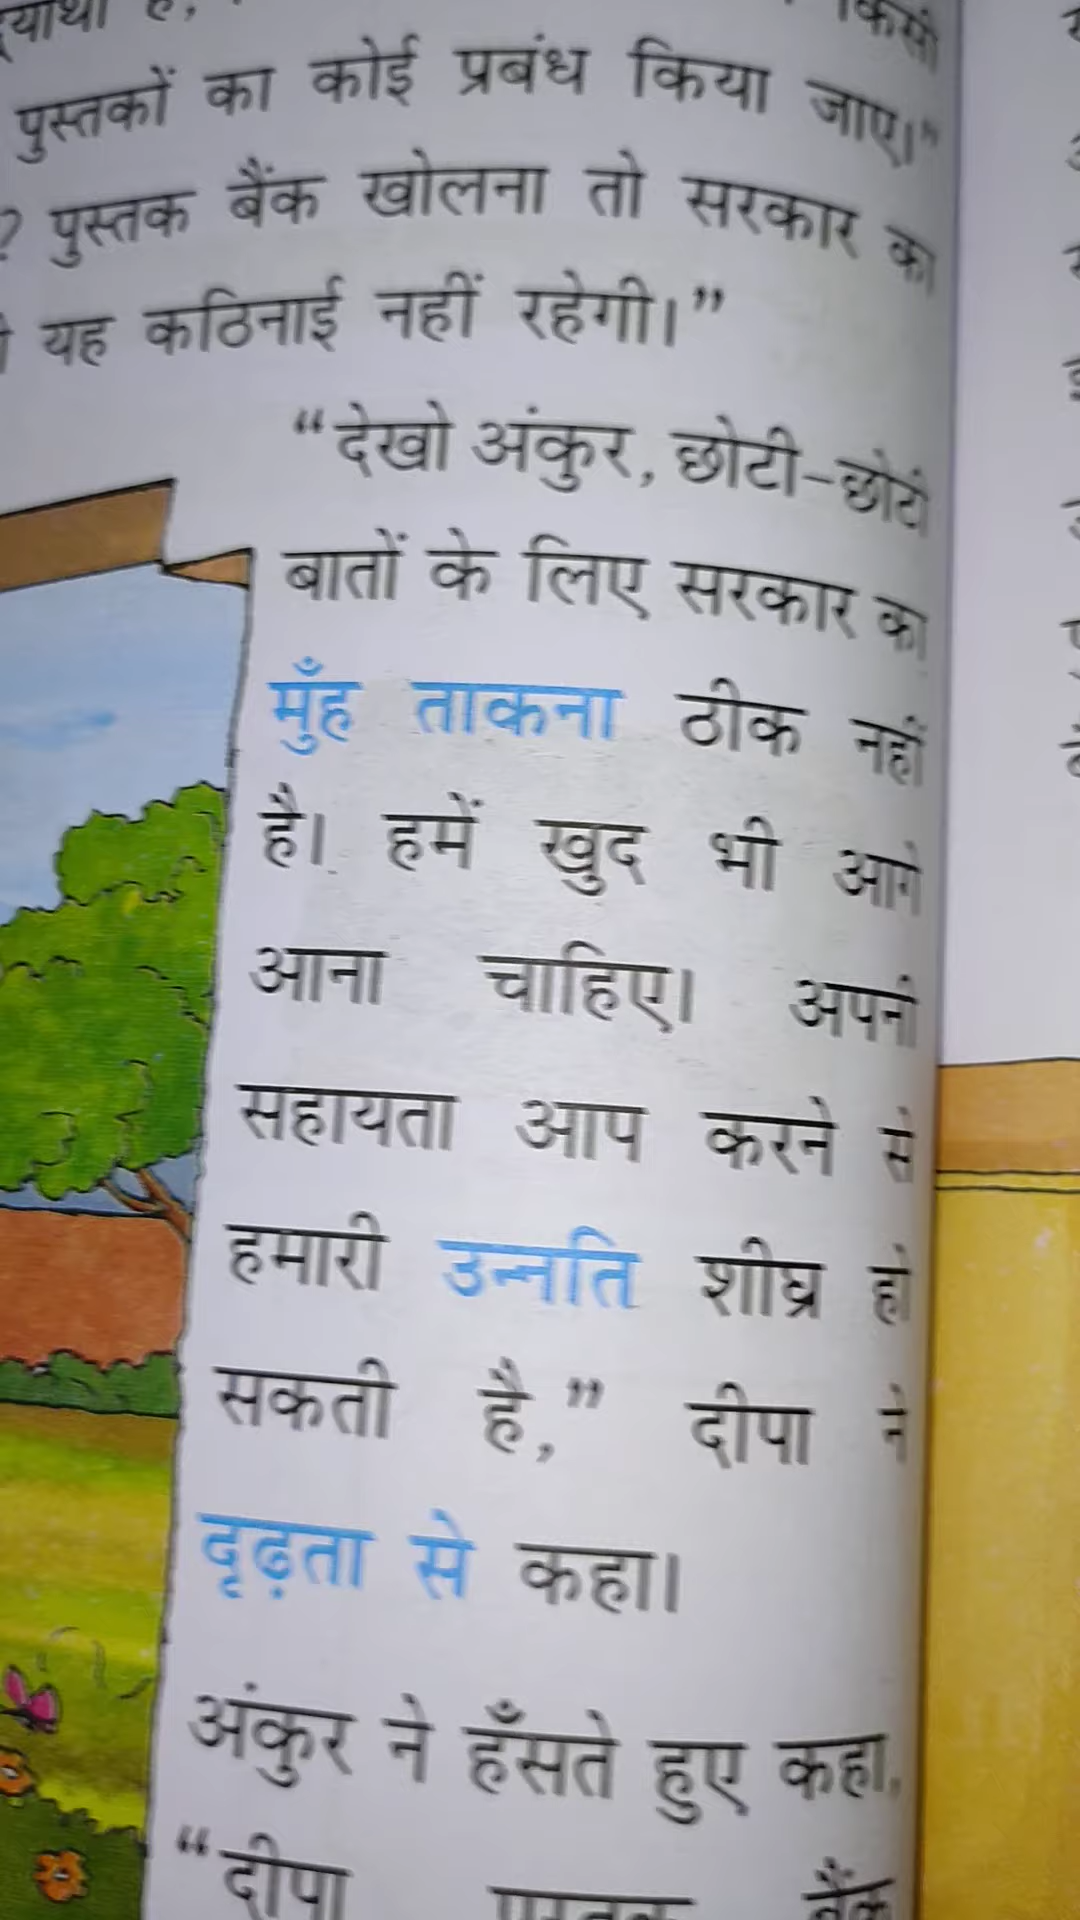 पुस्तकों का कोई प्रबंध किया जाए।”
? पुस्तक बैंक खोलना तो सरकार का
यह कठिनाई नहीं रहेगी।”
“देखो अंकुर, छोटी-छोटी
बातों के लिए सरकार का
मुँह ताकना ठीक नहीं
है। हमें खुद भी आगे
आना चाहिए। अपनी
सहायता आप करने से
हमारी उन्नति शीघ्र हो
सकती है,” दीपा ने
दृढ़ता से कहा।
अंकुर ने हँसते हुए कहा,
“दीपा पुस्तक बैंक